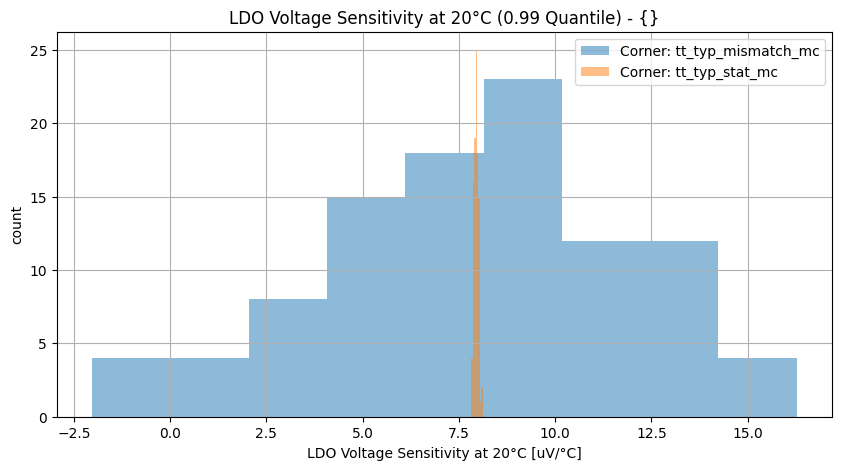 LDO Voltage Sensitivity at 20°C (0.99 Quantile) - {}
Corner: tt_typ_mismatch_mc
Corner: tt_typ_stat_mc
25
20
15
10
5
0
count
−2.5 0.0 2.5 5.0 7.5 10.0 12.5 15.0
LDO Voltage Sensitivity at 20°C [uV/°C]